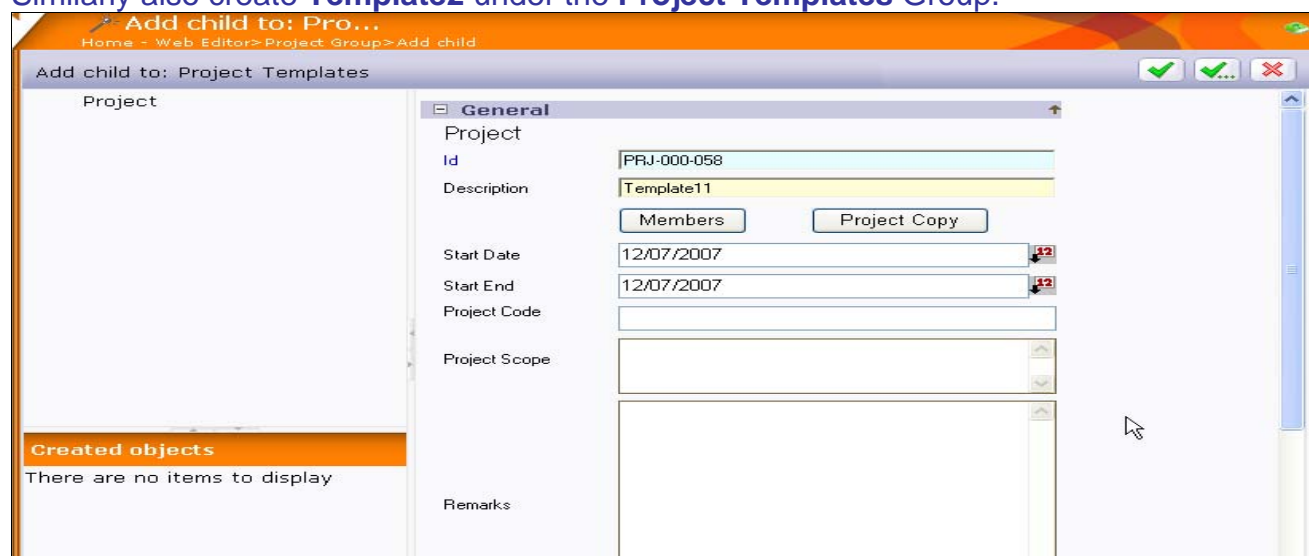 Similarly also create Template2 under the Project Templates Group.
Add child to: Pro...
Home - Web Editor>Project Group>Add child
Add child to: Project Templates
...
Project
General
Project
Id
PRJ-000-058
Description
Template11
Members
Project Copy
Start Date
12/07/2007
12
Start End
12/07/2007
12
Project Code
Project Scope
Created objects
There are no items to display
Remarks